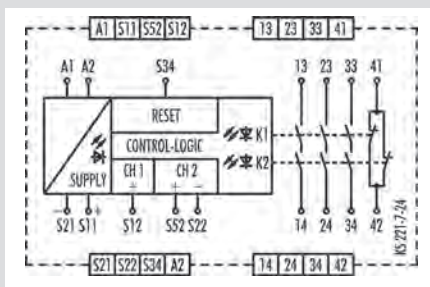 A1 S11 S52 S12 13 23 33 41
A1 A2 S34 13 23 33 41
RESET
CONTROL-LOGIC
K1
K2
SUPPLY CH 1 CH 2
− + + + −
S21 S11 S12 S52 S22 14 24 34 42
KS 221-7-24
S21 S22 S34 A2 14 24 34 42